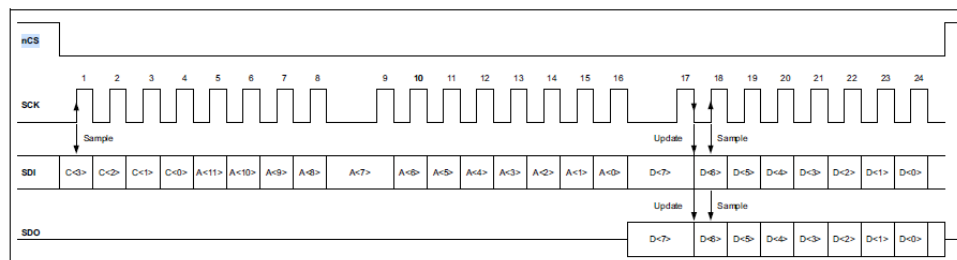 nCS
1 2 3 4 5 6 7 8 9 10 11 12 13 14 15 16 17 18 19 20 21 22 23 24
SCK
Sample Update Sample
SDI C<3> C<2> C<1> C<0> A<11> A<10> A<9> A<8> A<7> A<6> A<5> A<4> A<3> A<2> A<1> A<0> D<7> D<6> D<5> D<4> D<3> D<2> D<1> D<0>
Update Sample
SDO D<7> D<6> D<5> D<4> D<3> D<2> D<1> D<0>